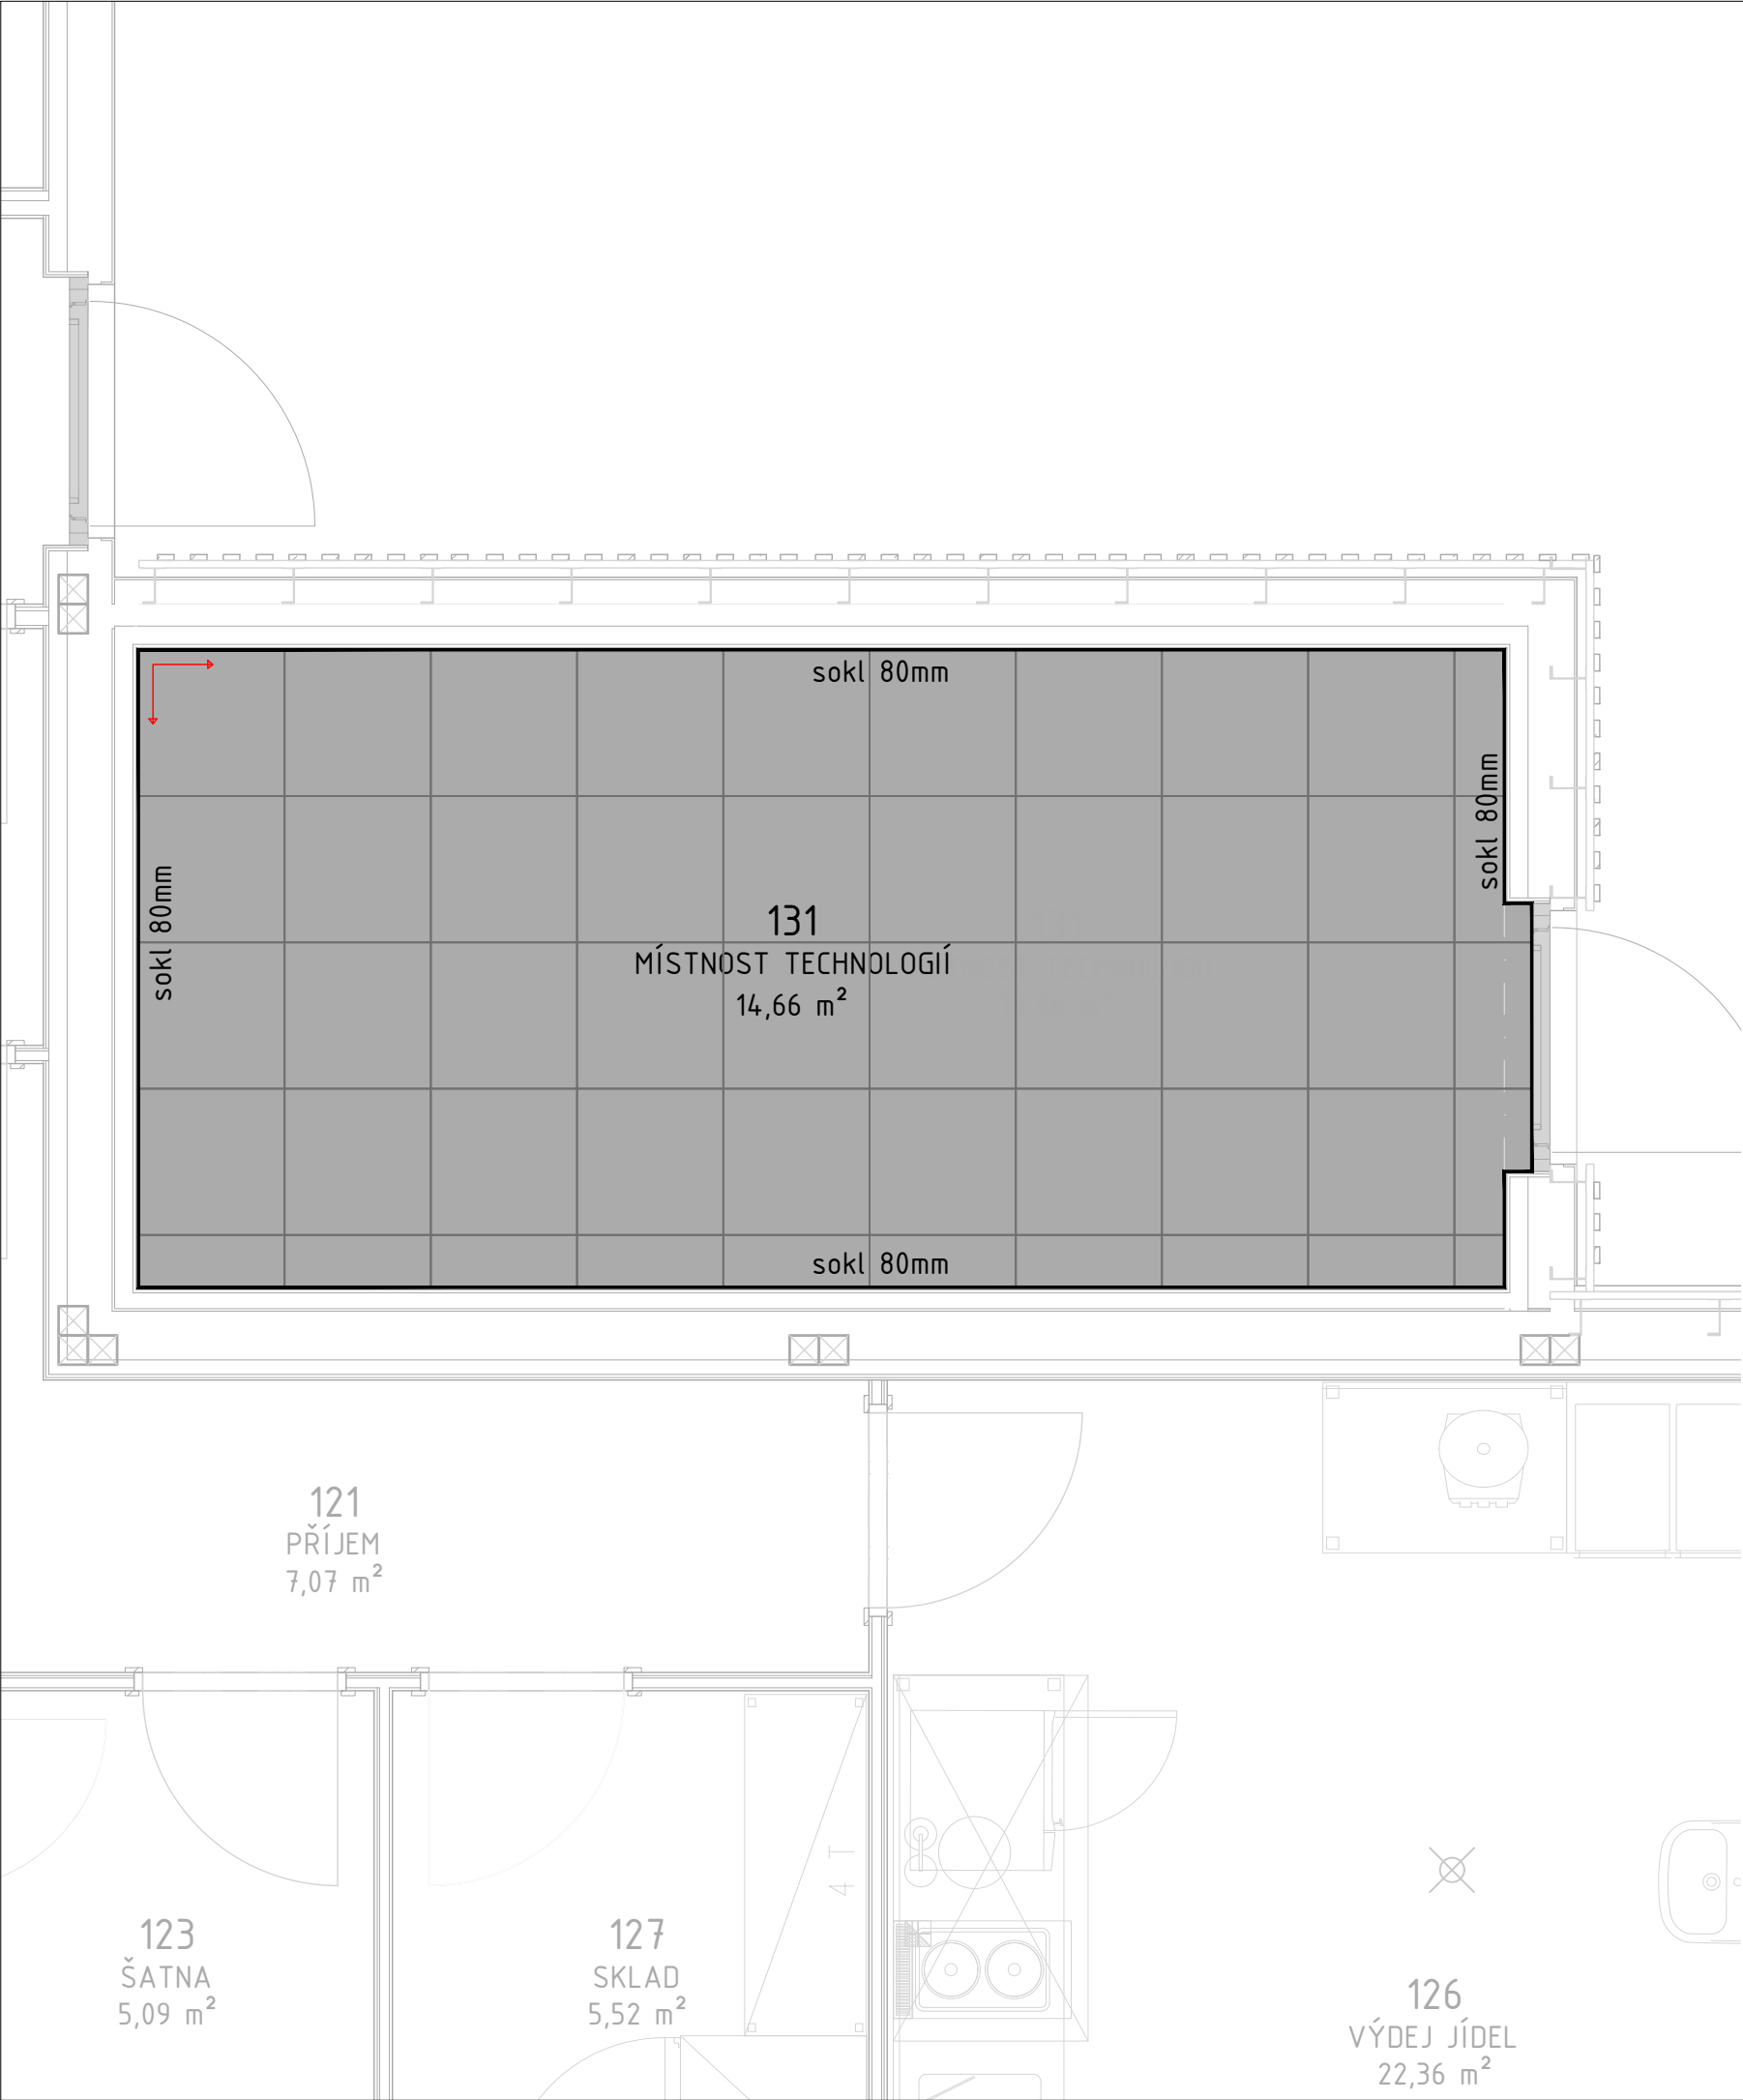 sokl 80mm
sokl 80mm
sokl 80mm
131
MÍSTNOST TECHNOLOGIÍ
14,66 m²
sokl 80mm
121
PŘÍJEM
7,07 m²
4 T
123
ŠATNA
5,09 m²
127
SKLAD
5,52 m²
126
VÝDEJ JÍDEL
22,36 m²